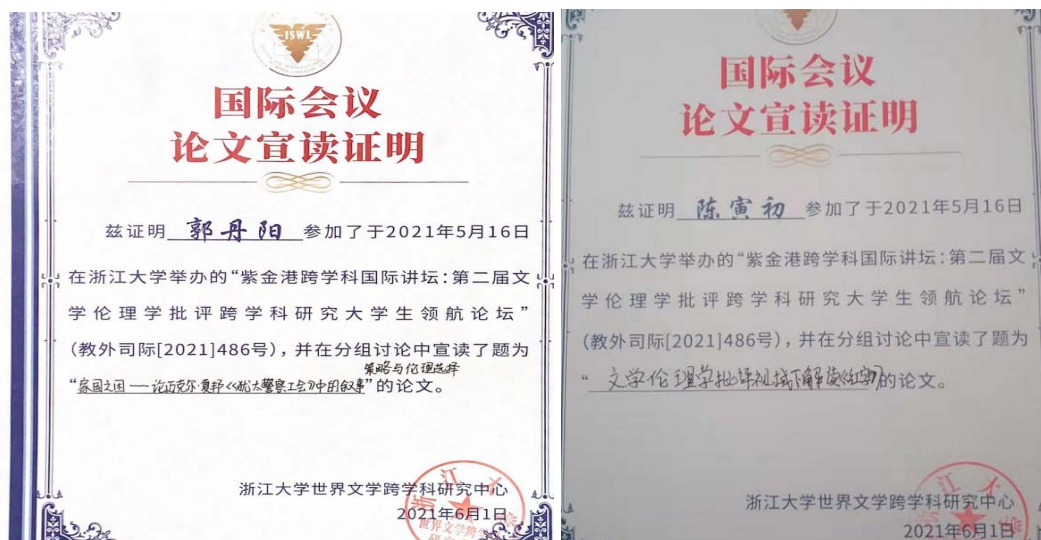 ISWL
国际会议
论文宣读证明
兹证明 郭丹阳 参加了于2021年5月16日
在浙江大学举办的“紫金港跨学科国际讲坛：第二届文
学伦理学批评跨学科研究大学生领航论坛”
（教外司际[2021]486号），并在分组讨论中宣读了题为
策略与伦理选择
“家国之困——论迈克尔·夏邦《犹太警察工会》中的叙事”的论文。
浙江大学世界文学跨学科研究中心
2021年6月1日
浙江大学
世界文学跨
国际会议
论文宣读证明
兹证明 陈寅初 参加了于2021年5月16日
在浙江大学举办的“紫金港跨学科国际讲坛：第二届文
学伦理学批评跨学科研究大学生领航论坛”
（教外司际[2021]486号），并在分组讨论中宣读了题为
“文学伦理学批评视域下解读《红字》的论文。
浙江大学世界文学跨学科研究中心
2021年6月1日
江大